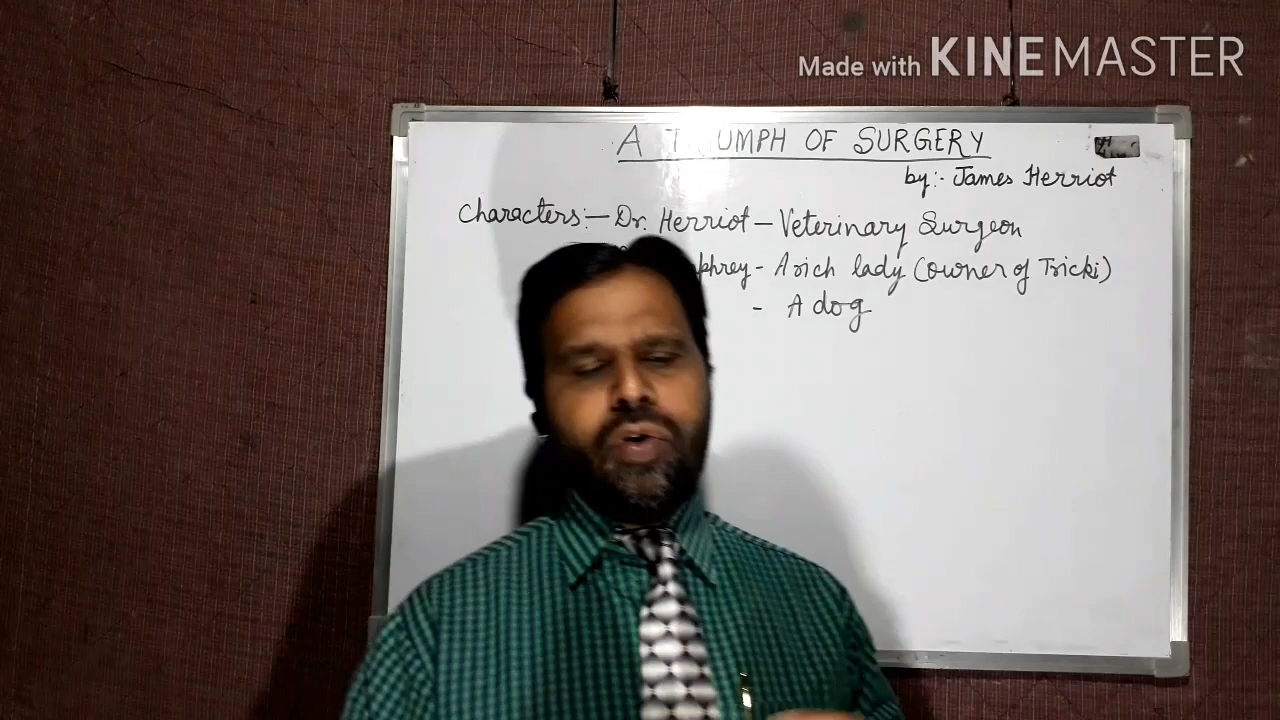 Made with KINEMASTER
A TRIUMPH OF SURGERY
by:- James Herriot
Characters:- Dr. Herriot - Veterinary Surgeon
phrey - A rich lady (owner of Tricki)
- A dog